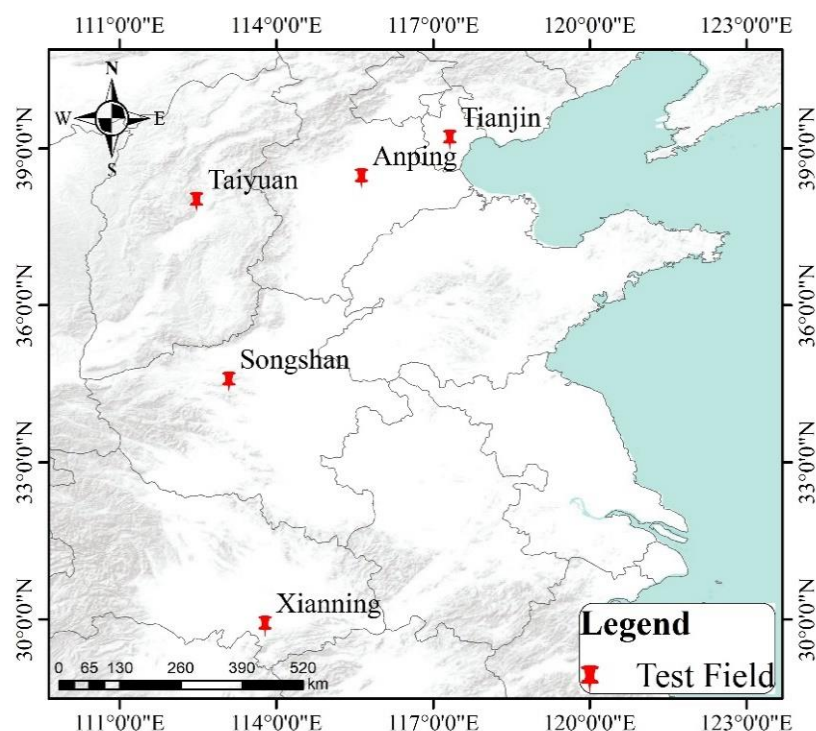 111°0'0"E 114°0'0"E 117°0'0"E 120°0'0"E 123°0'0"E
N
W E
S
39°0'0"N
36°0'0"N
33°0'0"N
30°0'0"N
Tianjin
Anping
Taiyuan
Songshan
Xianning
39°0'0"N
36°0'0"N
33°0'0"N
30°0'0"N
Legend
Test Field
0 65 130 260 390 520
km
111°0'0"E 114°0'0"E 117°0'0"E 120°0'0"E 123°0'0"E